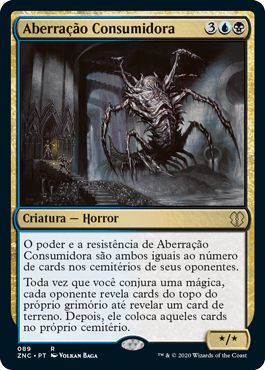 Aberração Consumidora 3
Criatura — Horror
O poder e a resistência de Aberração
Consumidora são ambos iguais ao número
de cards nos cemitérios de seus oponentes.
Toda vez que você conjura uma mágica,
cada oponente revela cards do topo do
próprio grimório até revelar um card de
terreno. Depois, ele coloca aqueles cards
no próprio cemitério.
*/*
089 R
ZNC • PT Volkan Baga
™ & © 2020 Wizards of the Coast